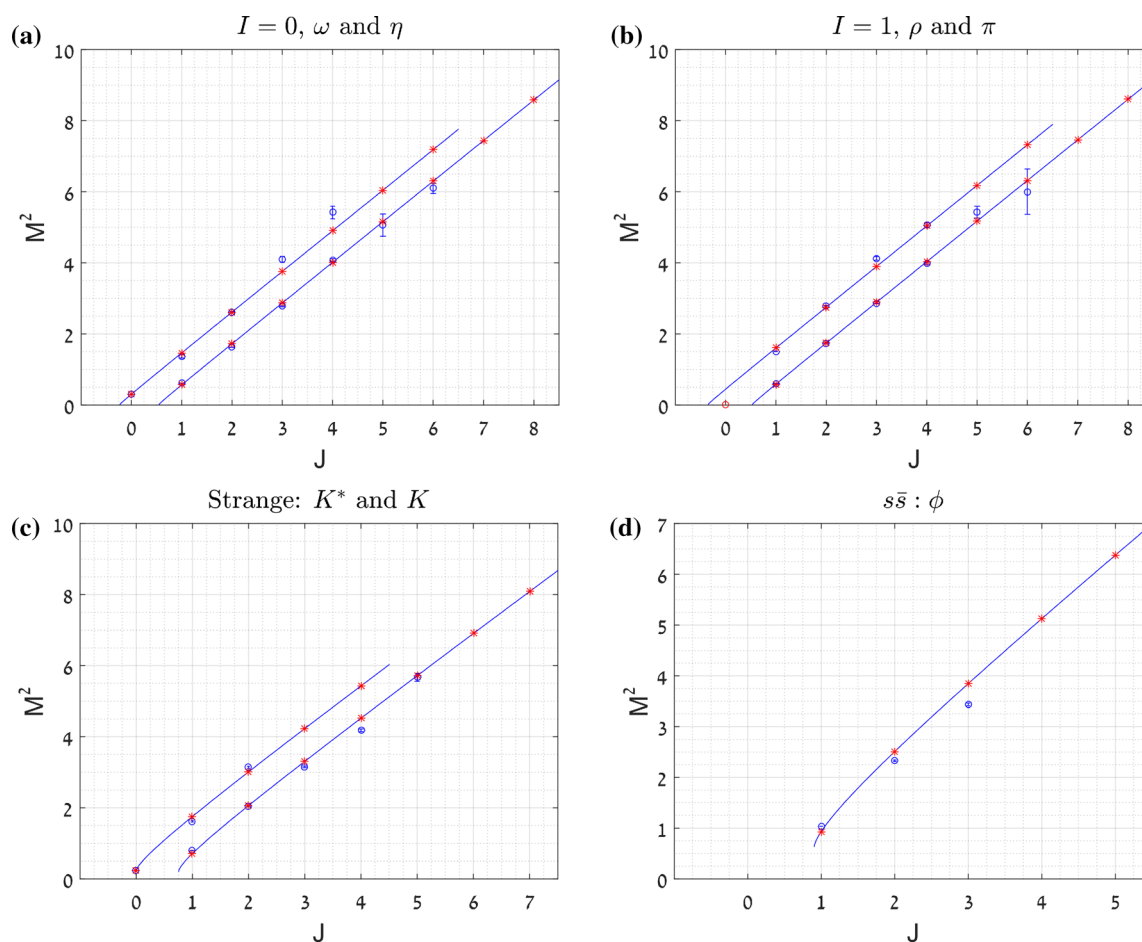 (a) I = 0, ω and η
10
8
6
4
2
0
M²
0 1 2 3 4 5 6 7 8
J
(b) I = 1, ρ and π
10
8
6
4
2
0
M²
0 1 2 3 4 5 6 7 8
J
(c) Strange: K* and K
10
8
6
4
2
0
M²
0 1 2 3 4 5 6 7
J
(d) ss̄ : ϕ
7
6
5
4
3
2
1
0
M²
0 1 2 3 4 5
J